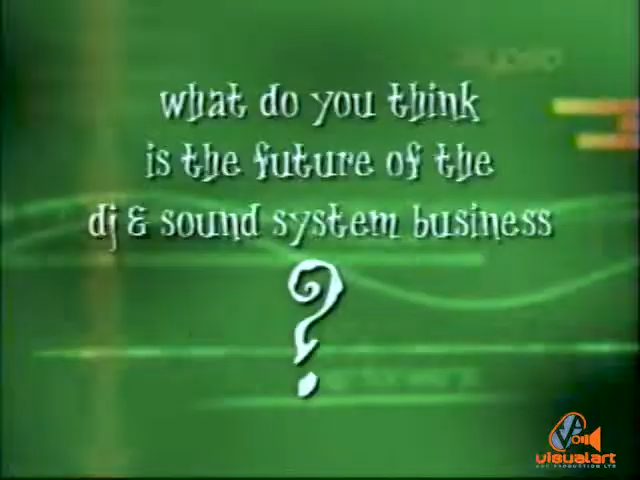 what do you think
is the future of the
dj & sound system business
?
visualart